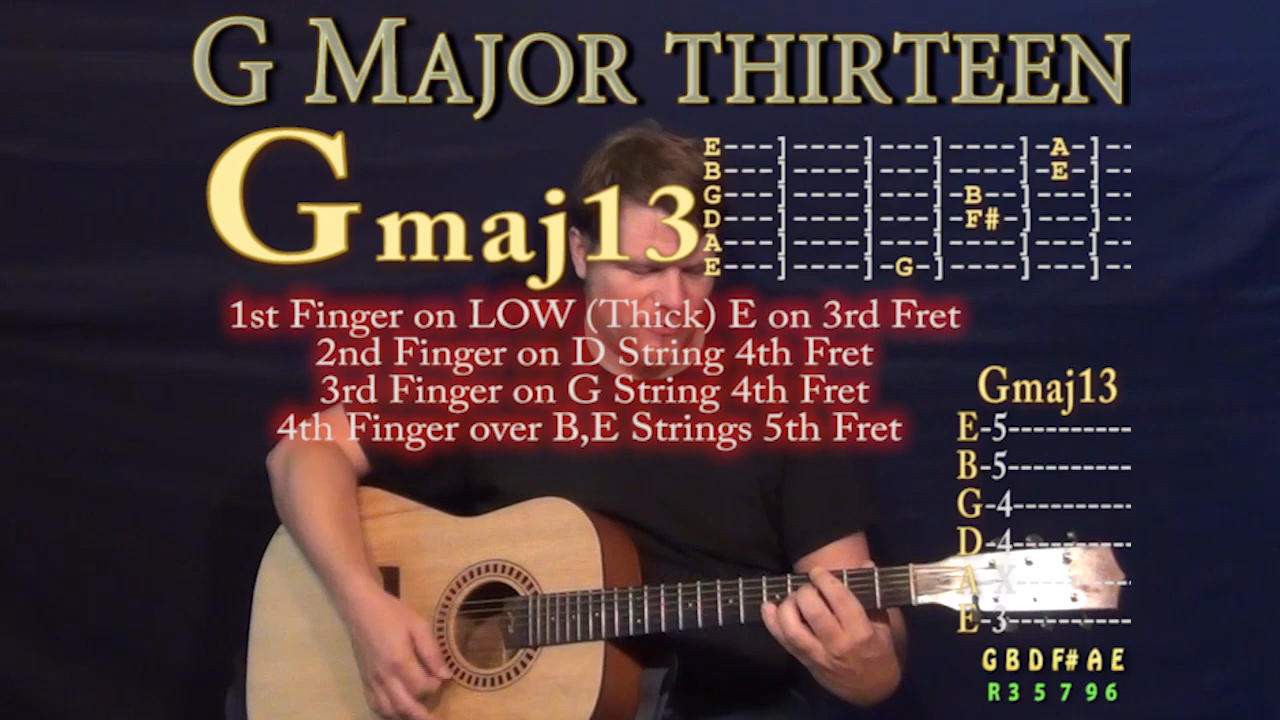 G MAJOR THIRTEEN
Gmaj13
E---]----]---]----]-A-]--
B---]----]---]----]-E-]--
G---]----]---]-B--]---]--
D---]----]---]-F#-]---]--
A---]----]---]----]---]--
E---]----]-G-]----]---]--
1st Finger on LOW (Thick) E on 3rd Fret
2nd Finger on D String 4th Fret
3rd Finger on G String 4th Fret
4th Finger over B,E Strings 5th Fret
Gmaj13
E-5----------
B-5----------
G-4----------
D-4----------
A-X----------
E-3----------
G B D F# A E
R 3 5 7 9 6